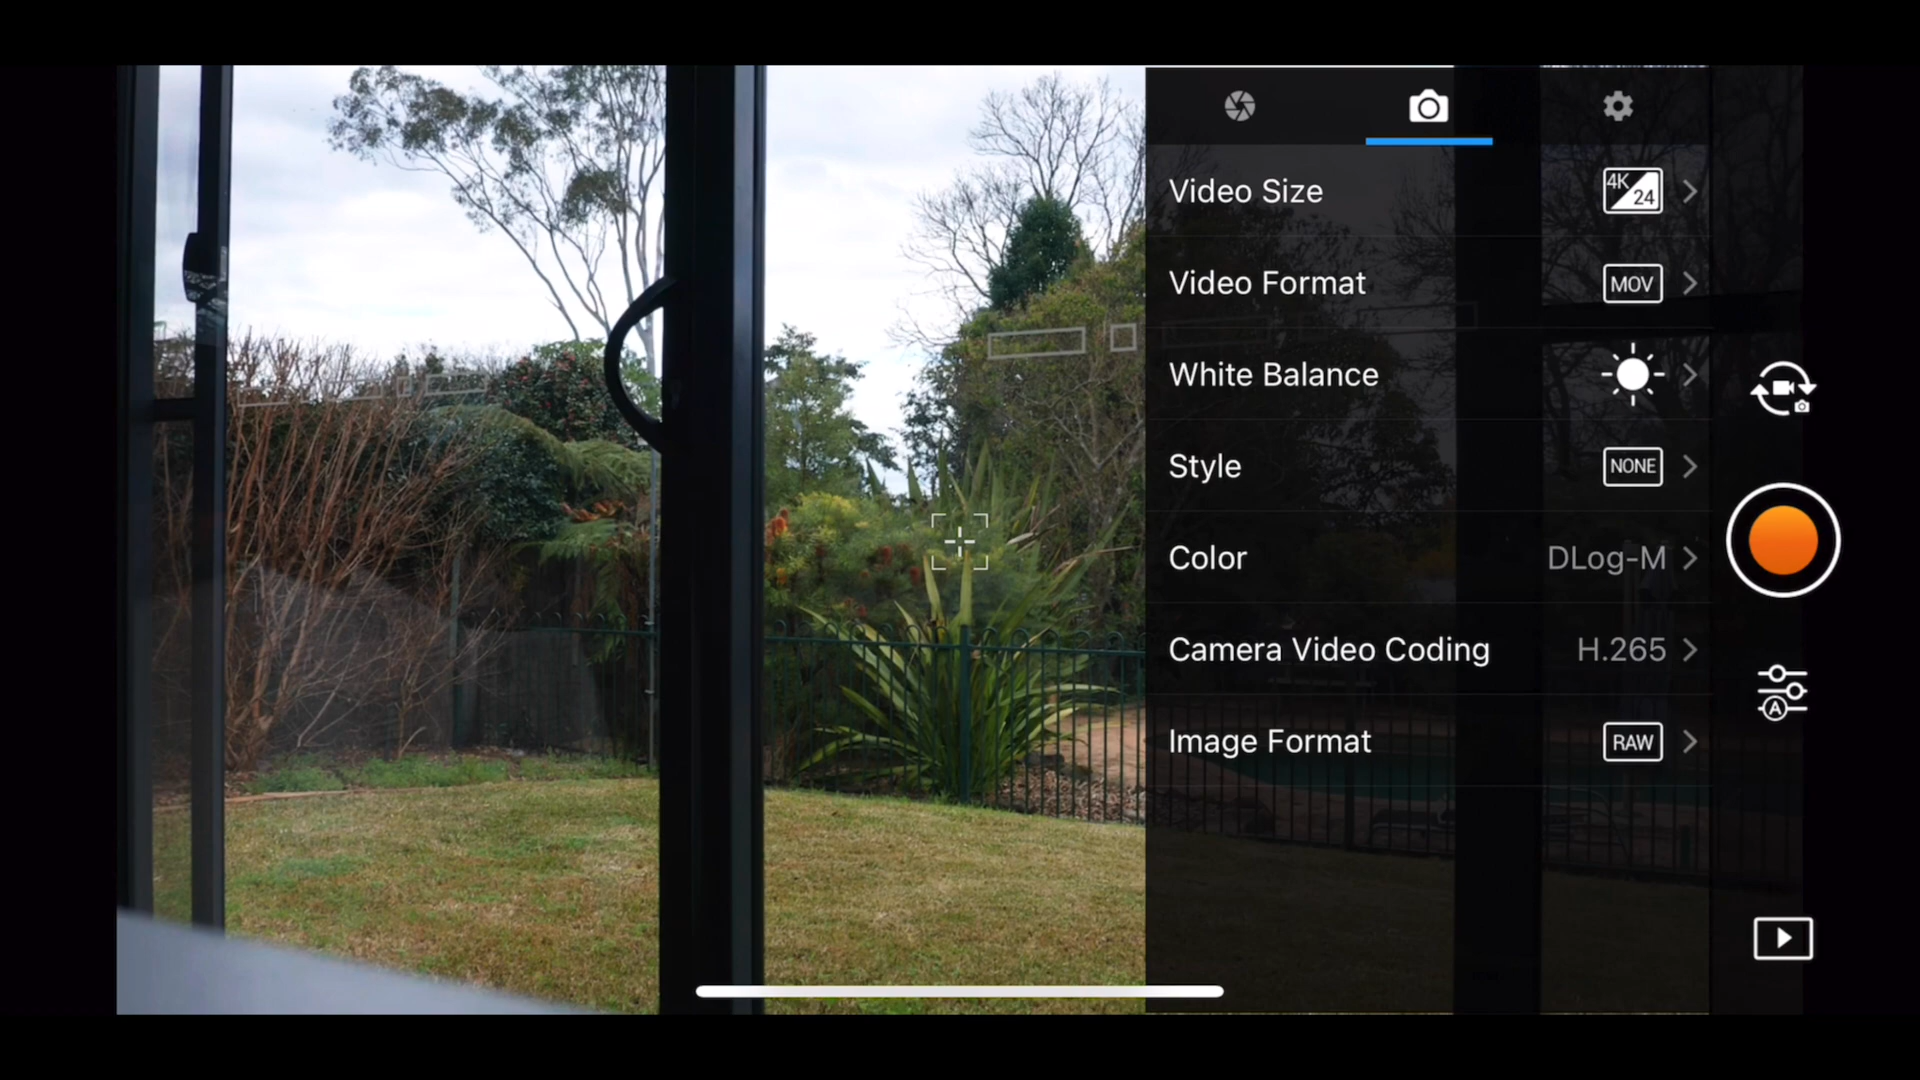 Video Size 4K 24
Video Format MOV
White Balance
Style NONE
Color DLog-M
Camera Video Coding H.265
Image Format RAW
A